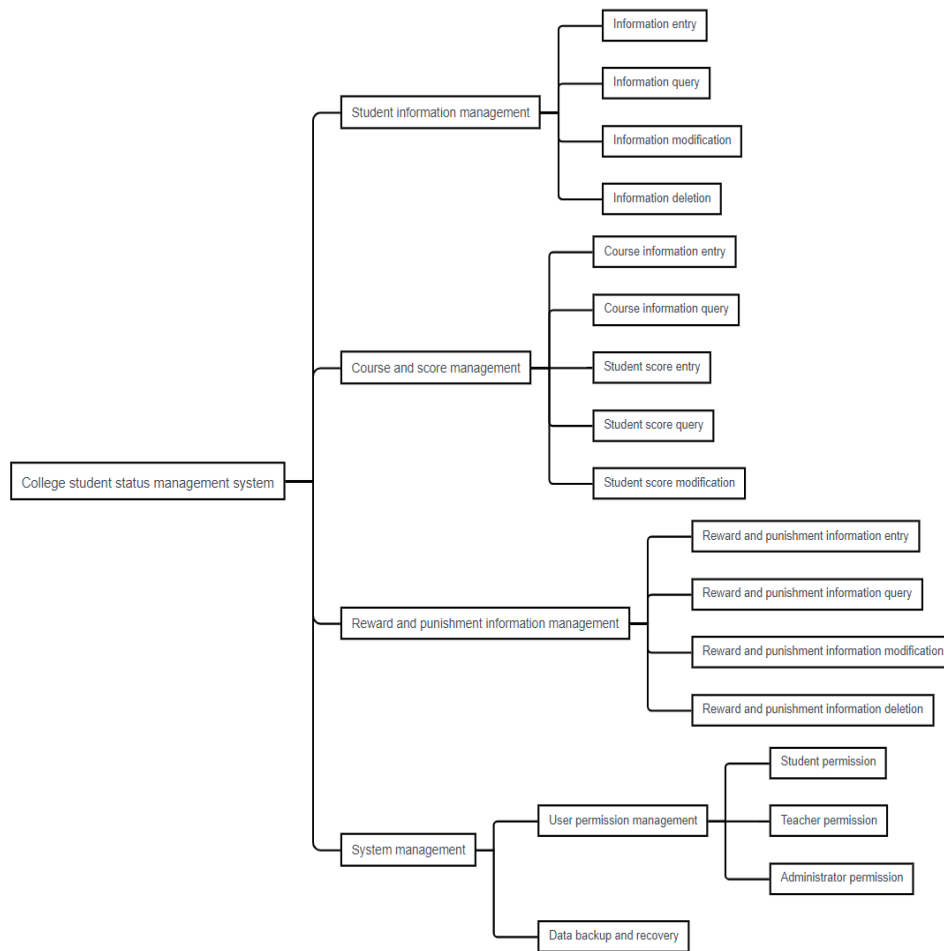 Information entry
Information query
Student information management
Information modification
Information deletion
Course information entry
Course information query
Course and score management
Student score entry
Student score query
Student score modification
College student status management system
Reward and punishment information entry
Reward and punishment information query
Reward and punishment information management
Reward and punishment information modification
Reward and punishment information deletion
Student permission
User permission management
Teacher permission
System management
Administrator permission
Data backup and recovery